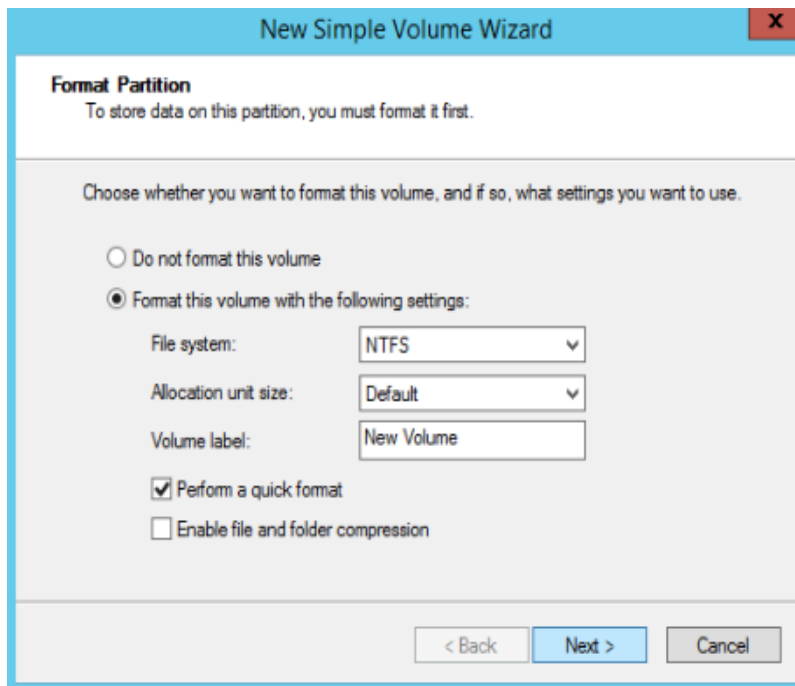 New Simple Volume Wizard
x
Format Partition
To store data on this partition, you must format it first.
Choose whether you want to format this volume, and if so, what settings you want to use.
Do not format this volume
Format this volume with the following settings:
File system: NTFS
Allocation unit size: Default
Volume label: New Volume
Perform a quick format
Enable file and folder compression
< Back Next > Cancel